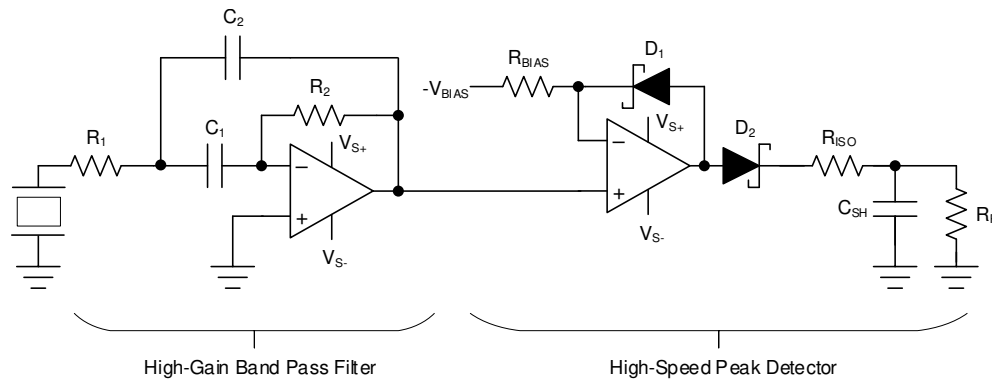 C2
R2
C1
R1
VS+
VS-
RBIAS
-VBIAS
D1
VS+
D2
VS-
RISO
CSH
High-Gain Band Pass Filter
High-Speed Peak Detector